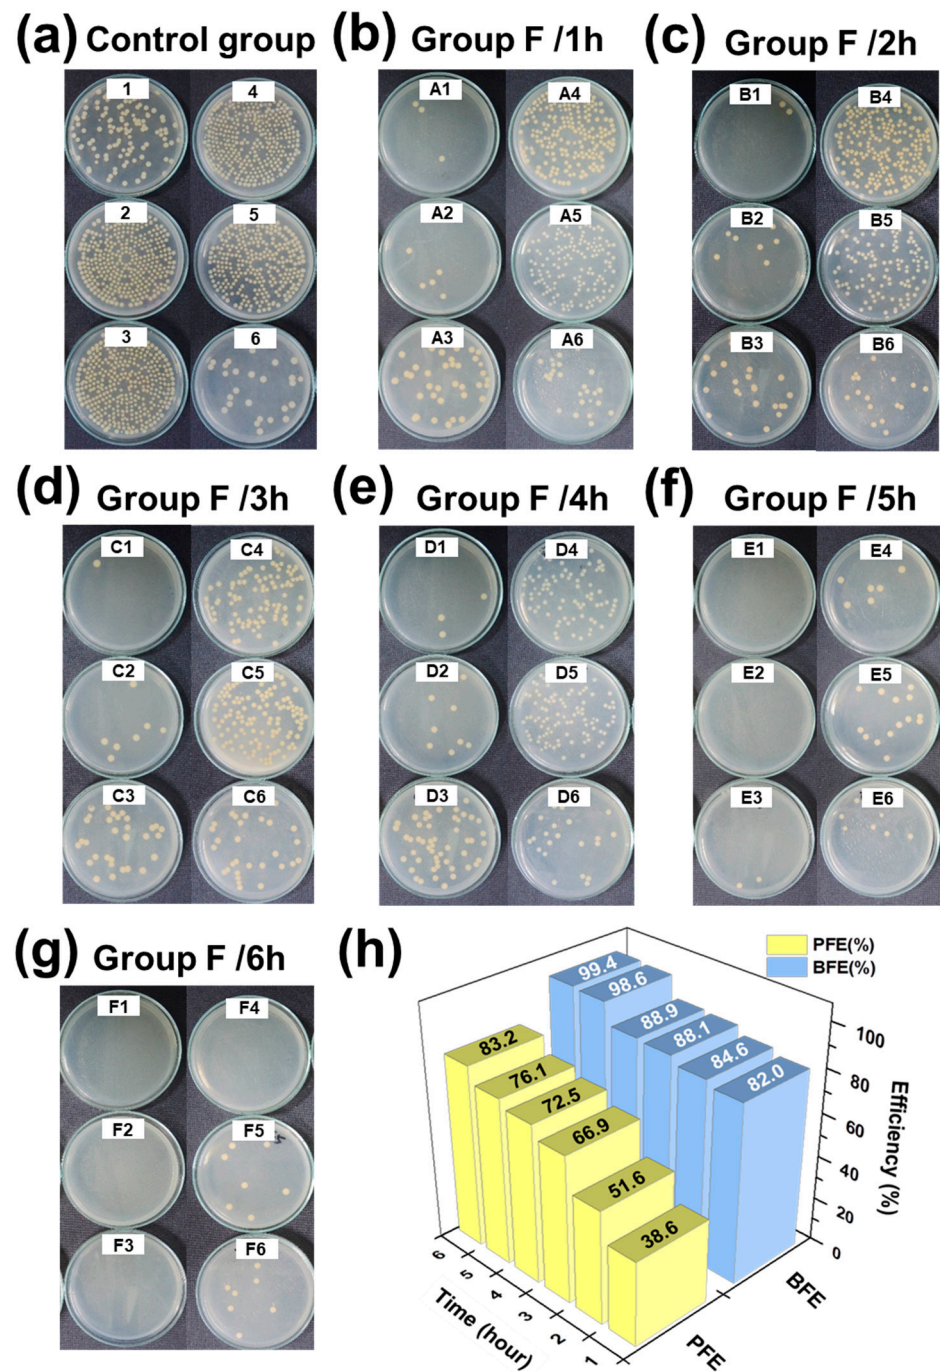 (a) Control group
1
4
2
5
3
6
(b) Group F /1h
A1
A4
A2
A5
A3
A6
(c) Group F /2h
B1
B4
B2
B5
B3
B6
(d) Group F /3h
C1
C4
C2
C5
C3
C6
(e) Group F /4h
D1
D4
D2
D5
D3
D6
(f) Group F /5h
E1
E4
E2
E5
E3
E6
(g) Group F /6h
F1
F4
F2
F5
F3
F6
(h)
PFE(%)
BFE(%)
99.4
98.6
88.9
88.1
84.6
82.0
83.2
76.1
72.5
66.9
51.6
38.6
100
80
60
40
20
0
Efficiency (%)
6
5
4
3
2
1
Time (hour)
PFE
BFE